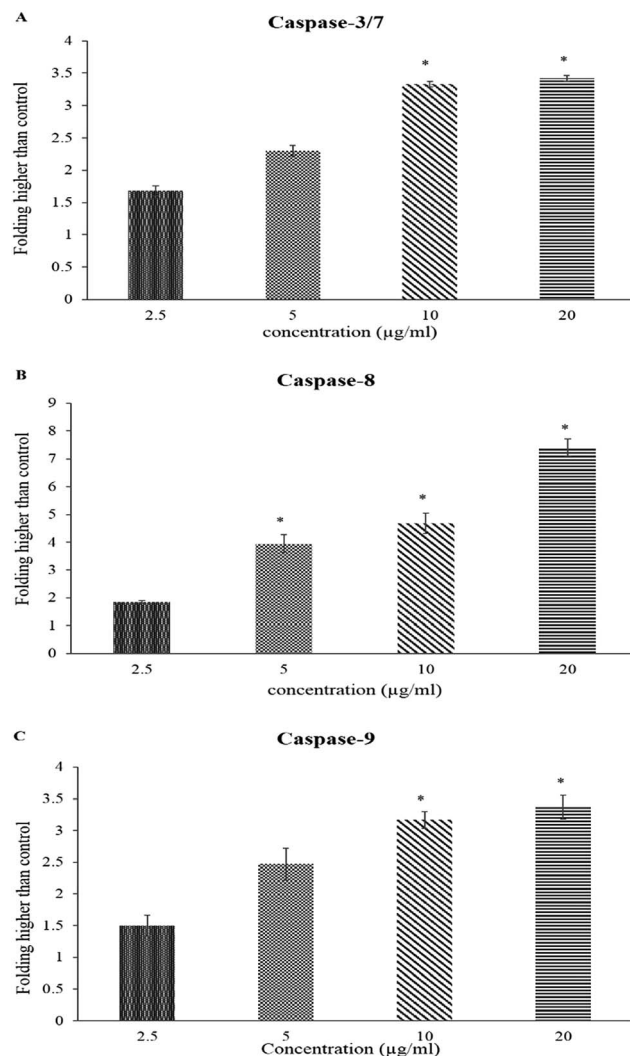 A
Caspase-3/7
Folding higher than control
4
3.5
3
2.5
2
1.5
1
0.5
0
*
*
2.5 5 10 20
concentration (µg/ml)
B
Caspase-8
Folding higher than control
9
8
7
6
5
4
3
2
1
0
*
*
*
2.5 5 10 20
concentration (µg/ml)
C
Caspase-9
Folding higher than control
4
3.5
3
2.5
2
1.5
1
0.5
0
*
*
2.5 5 10 20
Concentration (µg/ml)